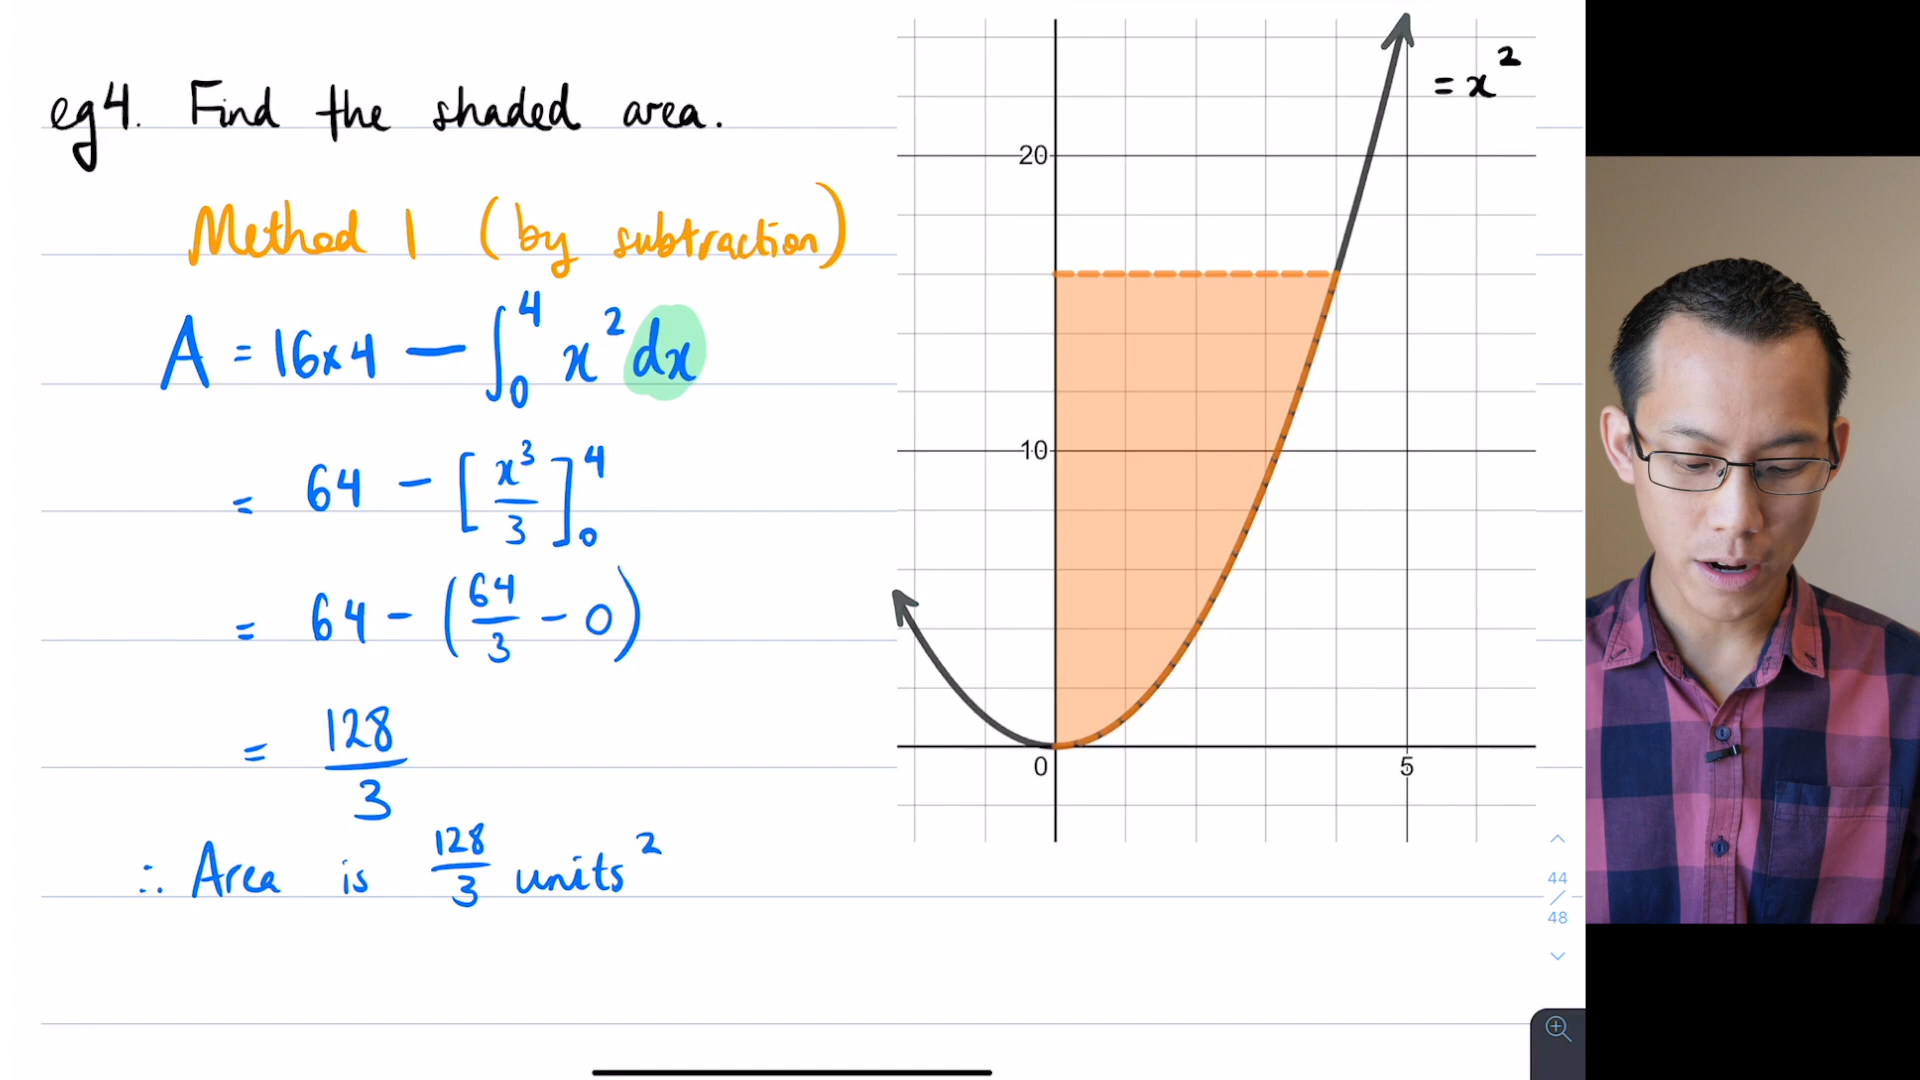 eg4. Find the shaded area.
Method 1 (by subtraction)
A = 16×4 − ∫₀⁴ x² dx
= 64 − [x³/3]₀⁴
= 64 − (64/3 − 0)
= 128/3
∴ Area is 128/3 units²
= x²
20
10
0
5
44
/
48